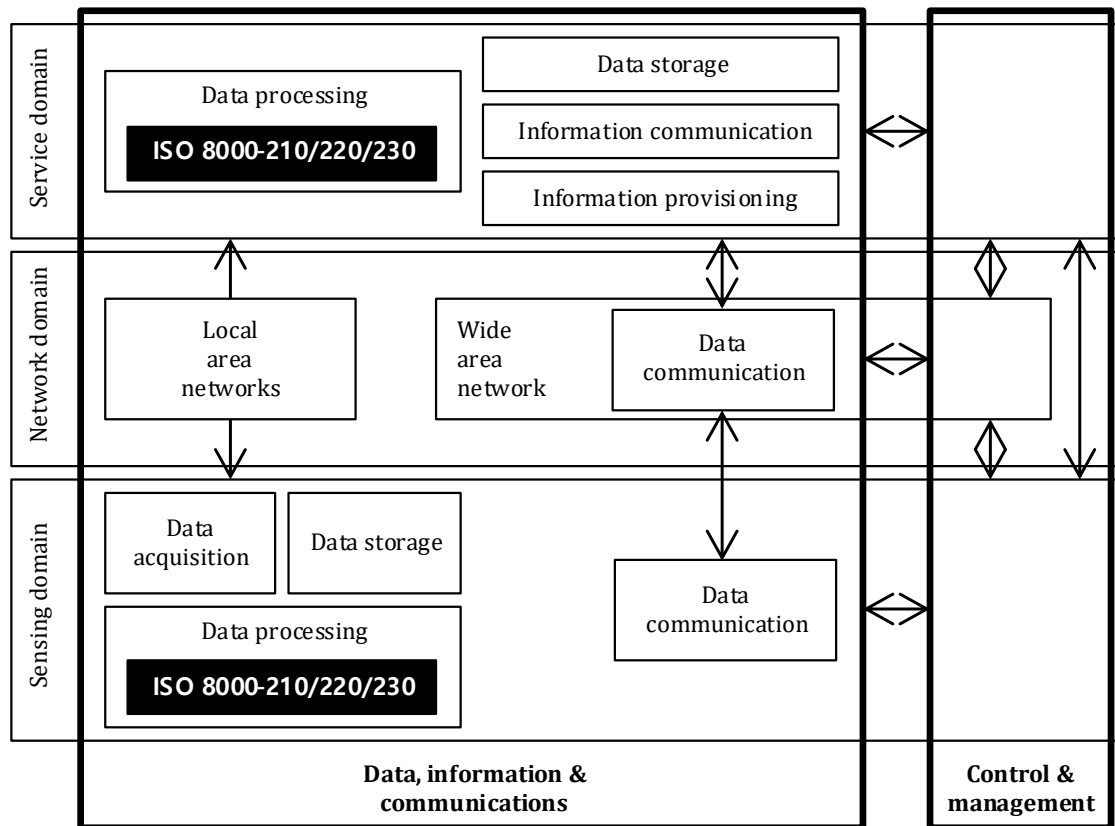 Service domain
Data processing
ISO 8000-210/220/230
Data storage
Information communication
Information provisioning
Network domain
Local
area
networks
Wide
area
network
Data
communication
Sensing domain
Data
acquisition
Data storage
Data processing
ISO 8000-210/220/230
Data
communication
Data, information &
communications
Control &
management